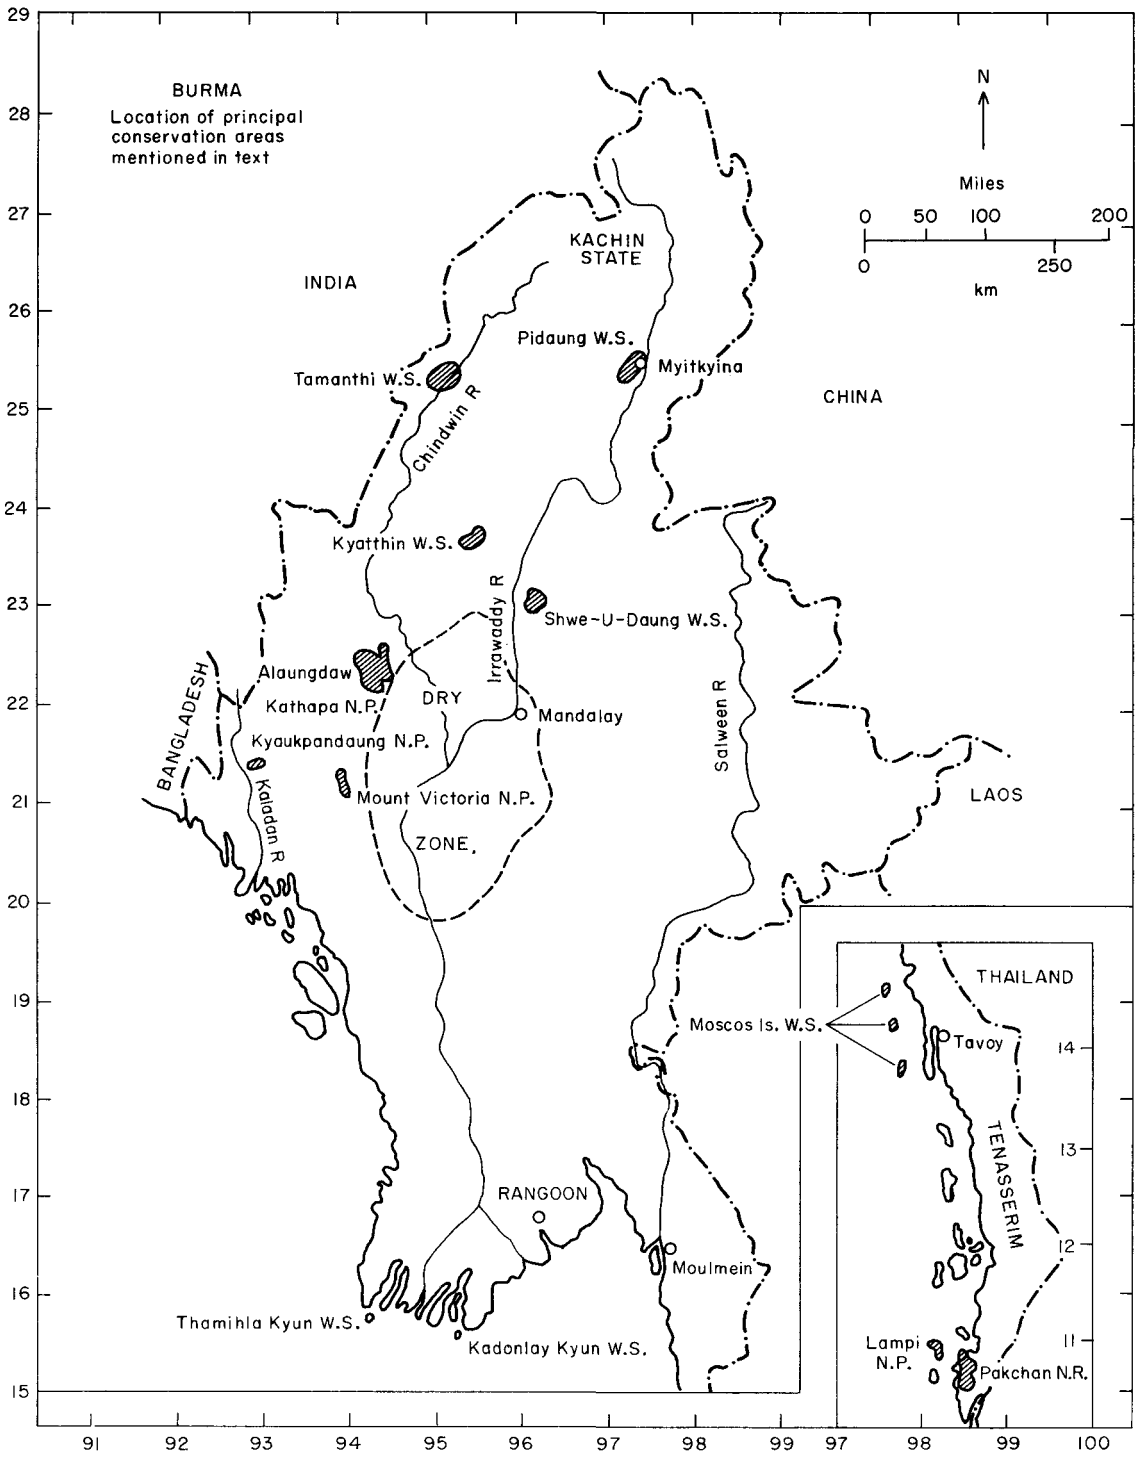 BURMA
Location of principal
conservation areas
mentioned in text
N
Miles
0 50 100 200
0 250
km
29
28
27
26
25
24
23
22
21
20
19
18
17
16
15
KACHIN
STATE
INDIA
Pidaung W.S.
Myitkyina
Tamanthi W.S.
CHINA
Chindwin R
Kyatthin W.S.
Irrawaddy R
Shwe-U-Daung W.S.
BANGLADESH
Alaungdaw
Kathapa N.P.
DRY
Mandalay
Salween R
Kyaukpandaung N.P.
Kaladan R
Mount Victoria N.P.
LAOS
ZONE
THAILAND
Moscos Is. W.S.
Tavoy
14
TENASSERIM
13
12
11
RANGOON
Moulmein
Thamihla Kyun W.S.
Kadonlay Kyun W.S.
Lampi
N.P.
Pakchan N.R.
91 92 93 94 95 96 97 98 99 97 98 99 100